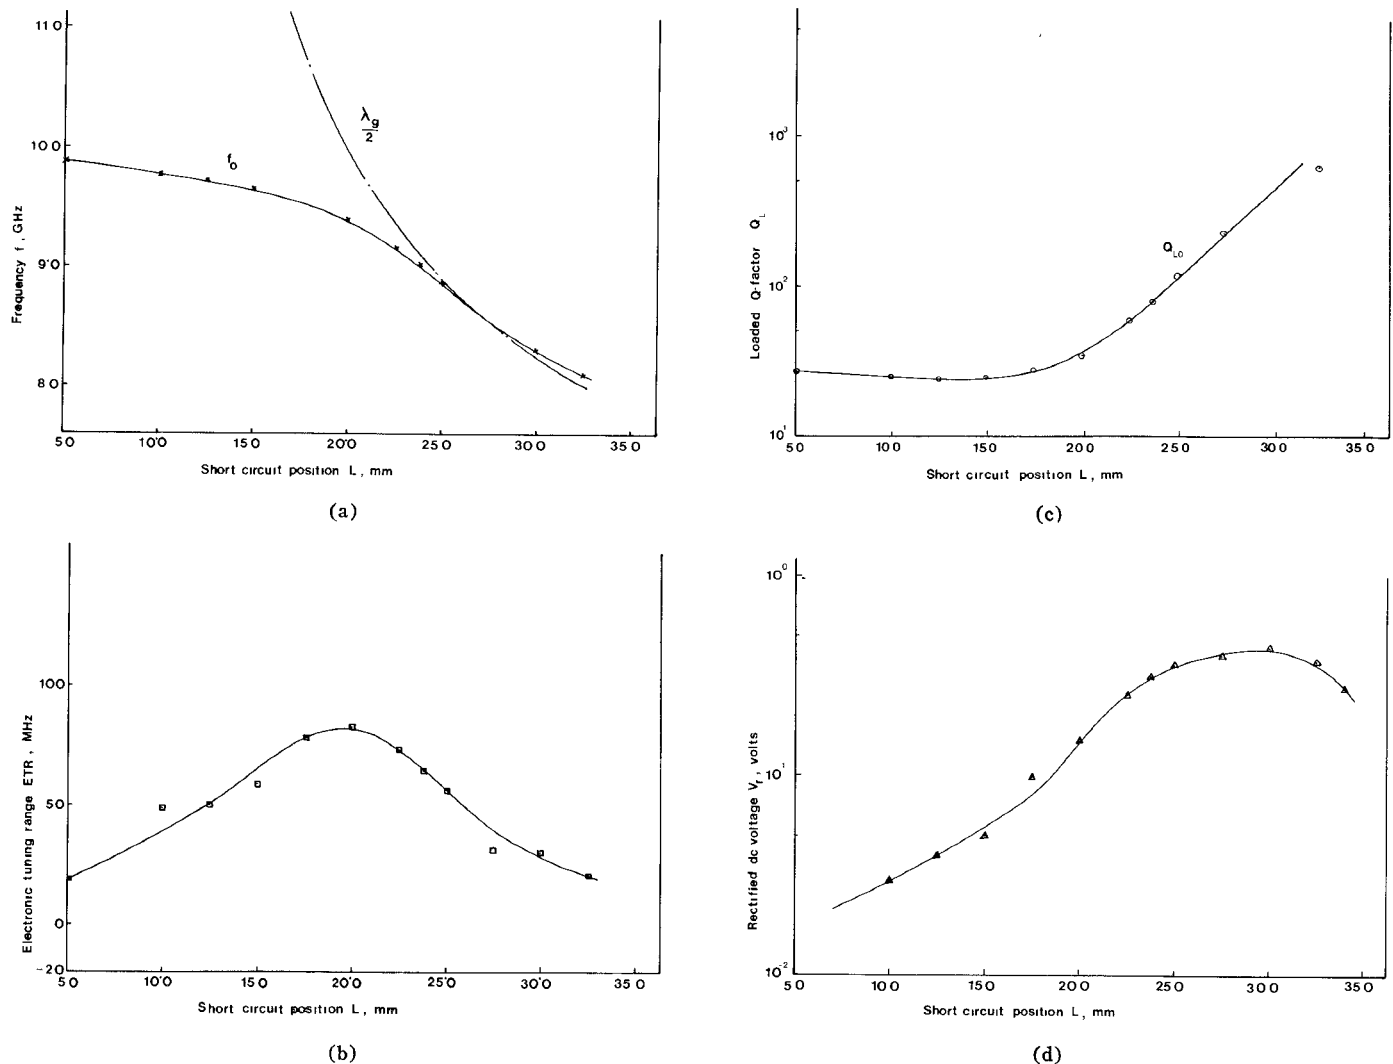 11 0
10 0
9'0
8 0
Frequency f , GHz
f₀
λg
2
5 0 10'0 15 0 20'0 25 0 30 0 35 0
Short circuit position L , mm
(a)
10³
10²
10¹
Loaded Q-factor Q_L
Q_LO
5 0 10 0 15 0 20 0 25 0 30 0 35 0
Short circuit position L , mm
(c)
100
50
0
-20
Electronic tuning range ETR , MHz
5 0 10'0 15 0 20'0 25'0 30'0 35 0
Short circuit position L , mm
(b)
10⁰
10¹
10⁻²
Rectified dc voltage V_r , volts
5 0 10 0 15 0 20 0 25 0 30 0 35 0
Short circuit position L , mm
(d)